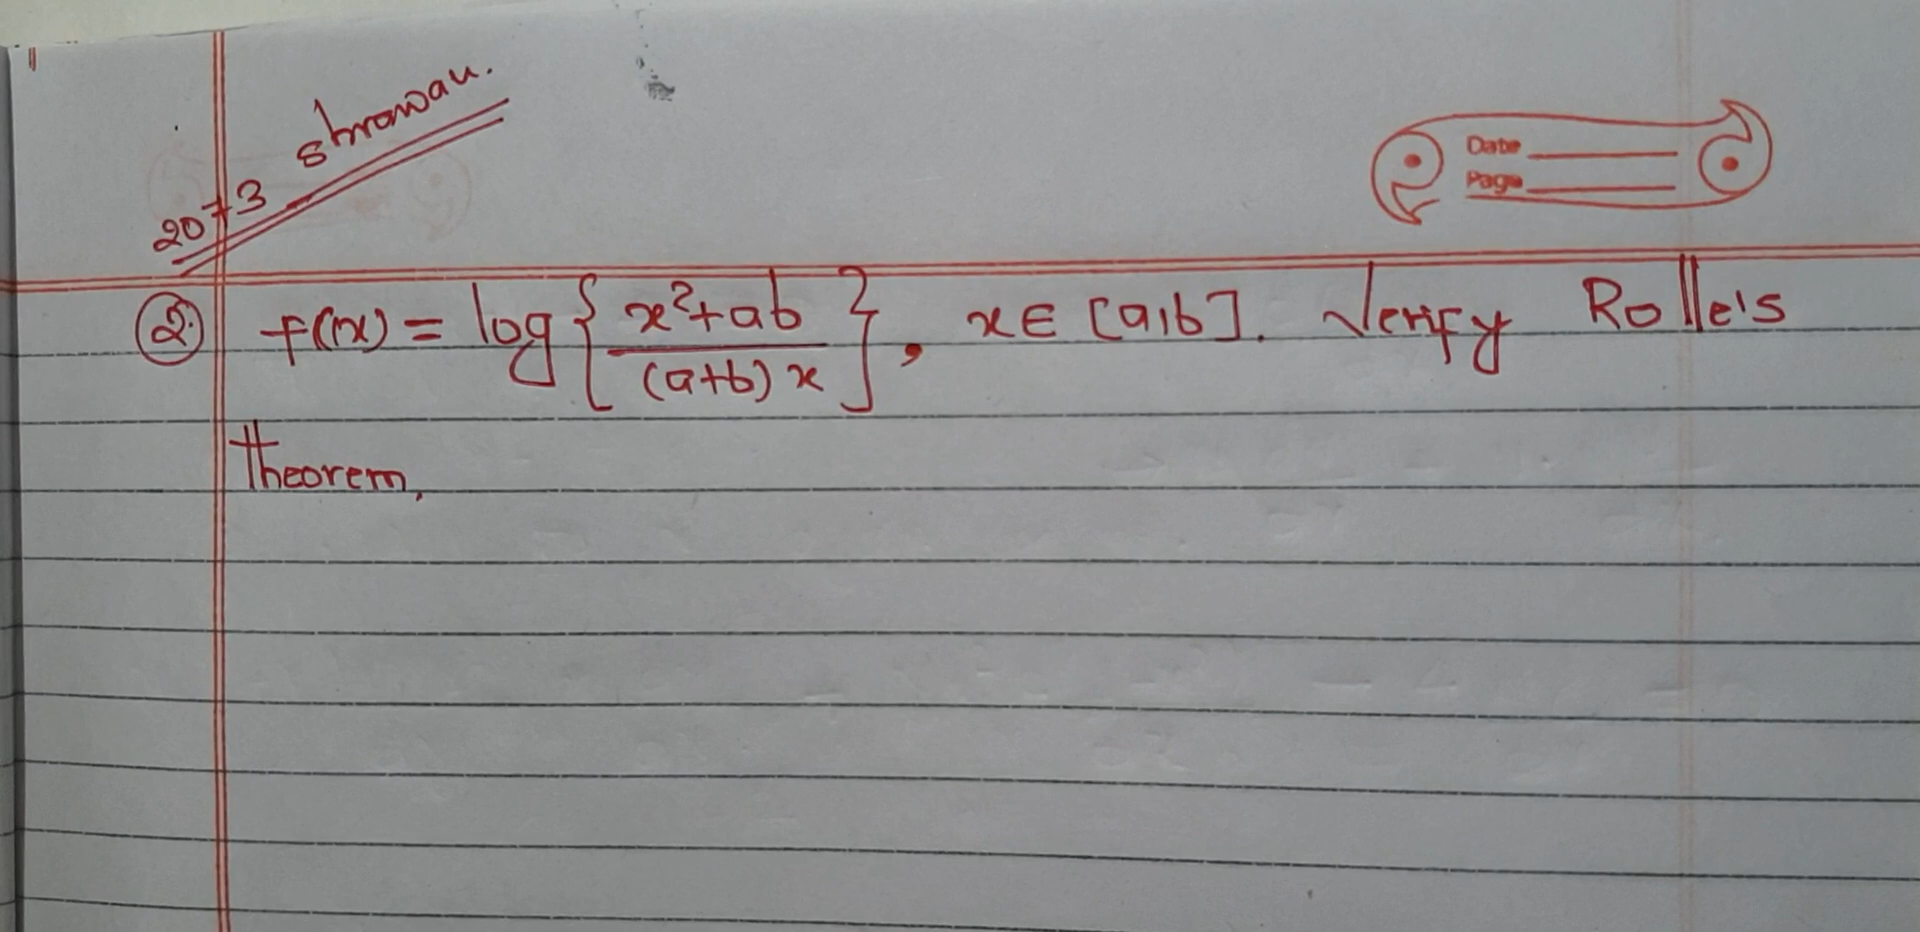 2073 shrawan.
Date
Page
② f(x) = log{x²+ab / (a+b)x}, x∈[a,b]. Verify Rolle's
theorem,